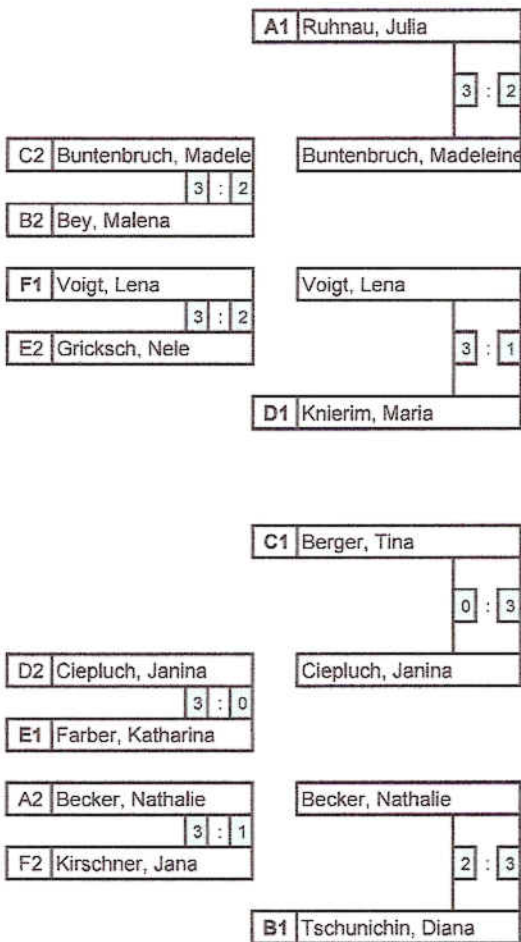 A1 Ruhnau, Julia
3 : 2
C2 Buntenbruch, Madele
Buntenbruch, Madeleine
3 : 2
B2 Bey, Malena
F1 Voigt, Lena
Voigt, Lena
3 : 2
E2 Gricksch, Nele
3 : 1
D1 Knierim, Maria
C1 Berger, Tina
0 : 3
D2 Ciepluch, Janina
Ciepluch, Janina
3 : 0
E1 Farber, Katharina
A2 Becker, Nathalie
Becker, Nathalie
3 : 1
F2 Kirschner, Jana
2 : 3
B1 Tschunichin, Diana